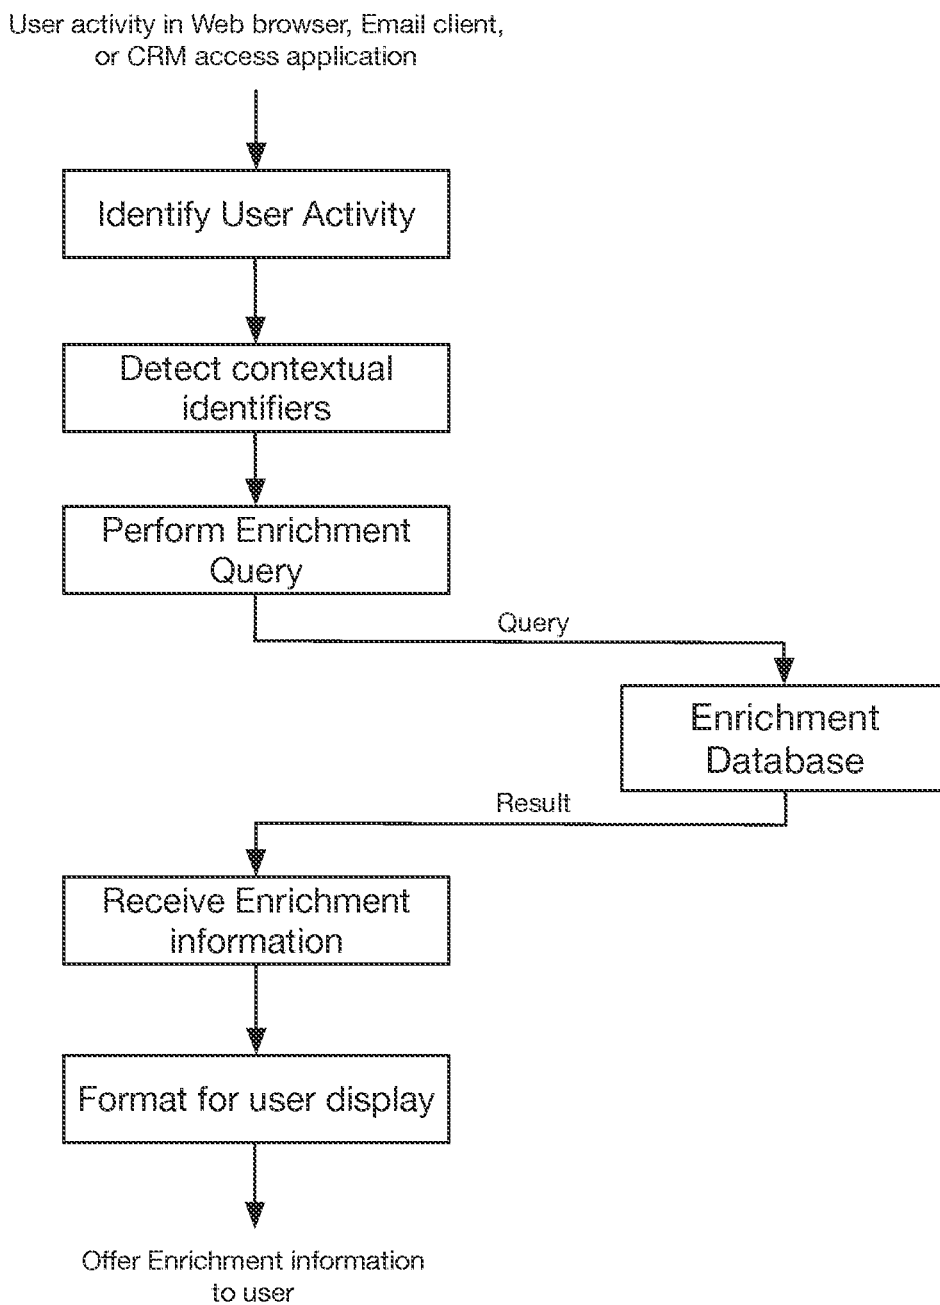 User activity in Web browser, Email client,
or CRM access application
Identify User Activity
Detect contextual
identifiers
Perform Enrichment
Query
Query
Enrichment
Database
Result
Receive Enrichment
information
Format for user display
Offer Enrichment information
to user